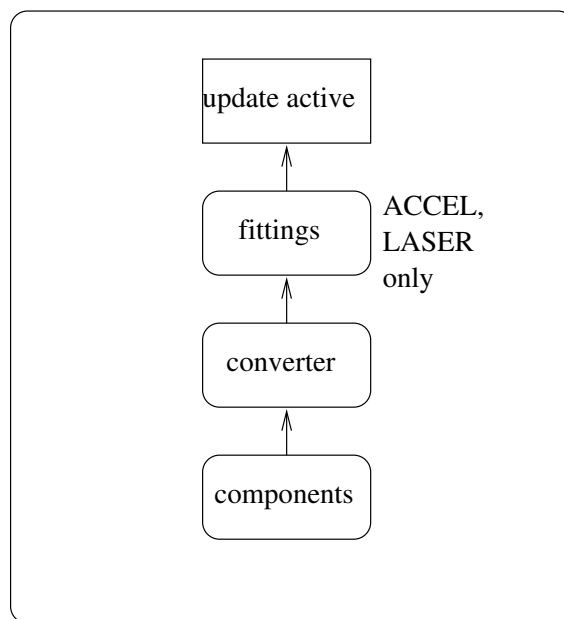 update active
fittings
ACCEL,
LASER
only
converter
components